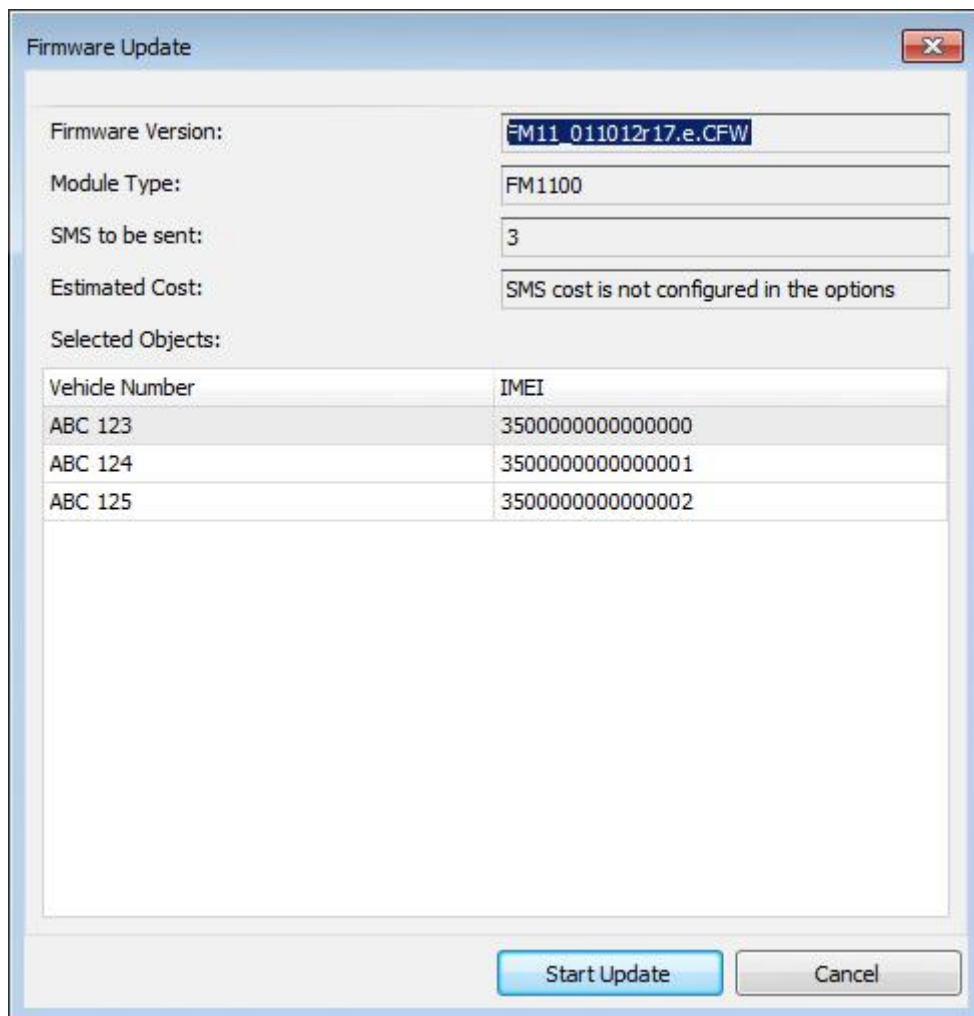 Firmware Update
Firmware Version: FM11_011012r17.e.CFW
Module Type: FM1100
SMS to be sent: 3
Estimated Cost: SMS cost is not configured in the options
Selected Objects:
Vehicle Number IMEI
ABC 123 3500000000000000
ABC 124 3500000000000001
ABC 125 3500000000000002
Start Update Cancel